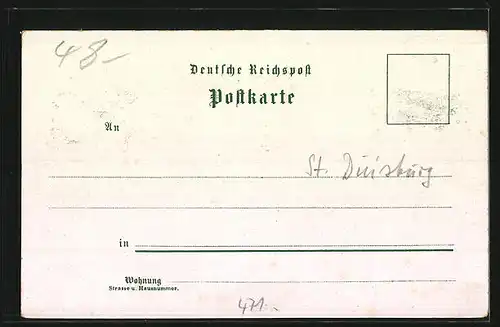 48-
Deutsche Reichspost
Postkarte
An
St. Duisburg
in
Wohnung
Strasse u. Hausnummer.
471.-